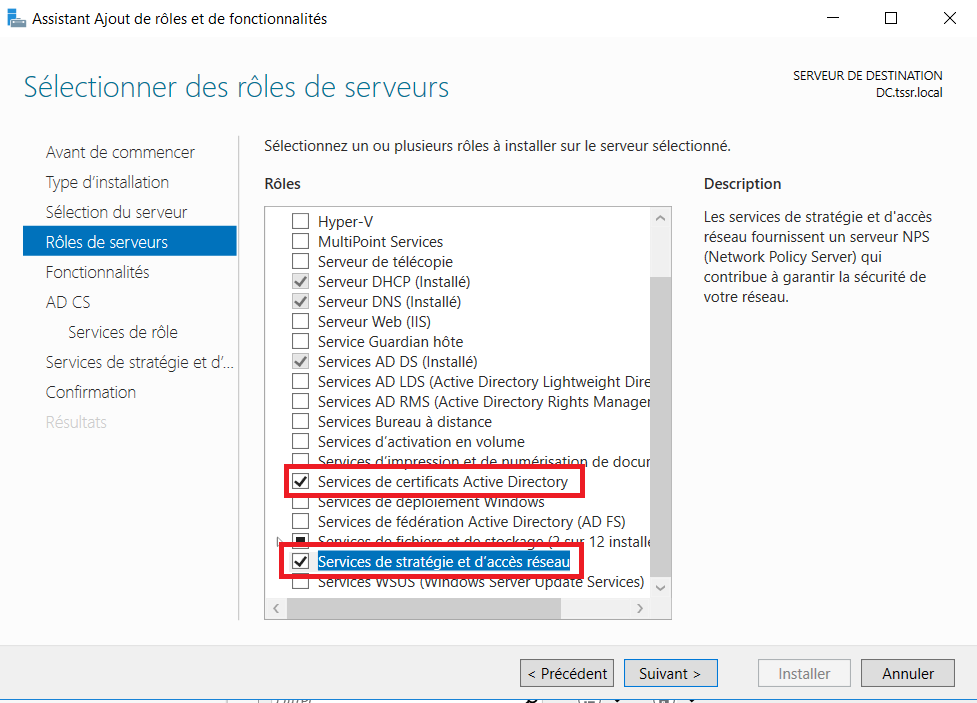 Assistant Ajout de rôles et de fonctionnalités
Sélectionner des rôles de serveurs
SERVEUR DE DESTINATION
DC.tssr.local
Avant de commencer
Type d'installation
Sélection du serveur
Rôles de serveurs
Fonctionnalités
AD CS
Services de rôle
Services de stratégie et d'...
Confirmation
Résultats
Sélectionnez un ou plusieurs rôles à installer sur le serveur sélectionné.
Rôles
Hyper-V
MultiPoint Services
Serveur de télécopie
Serveur DHCP (Installé)
Serveur DNS (Installé)
Serveur Web (IIS)
Service Guardian hôte
Services AD DS (Installé)
Services AD LDS (Active Directory Lightweight Dire
Services AD RMS (Active Directory Rights Manager
Services Bureau à distance
Services d'activation en volume
Services d'impression et de numérisation de docur
Services de certificats Active Directory
Services de déploiement Windows
Services de fédération Active Directory (AD FS)
Services de fichiers et de stockage (2 sur 12 installe
Services de stratégie et d'accès réseau
Services WSUS (Windows Server Update Services)
Description
Les services de stratégie et d'accès
réseau fournissent un serveur NPS
(Network Policy Server) qui
contribue à garantir la sécurité de
votre réseau.
< Précédent
Suivant >
Installer
Annuler